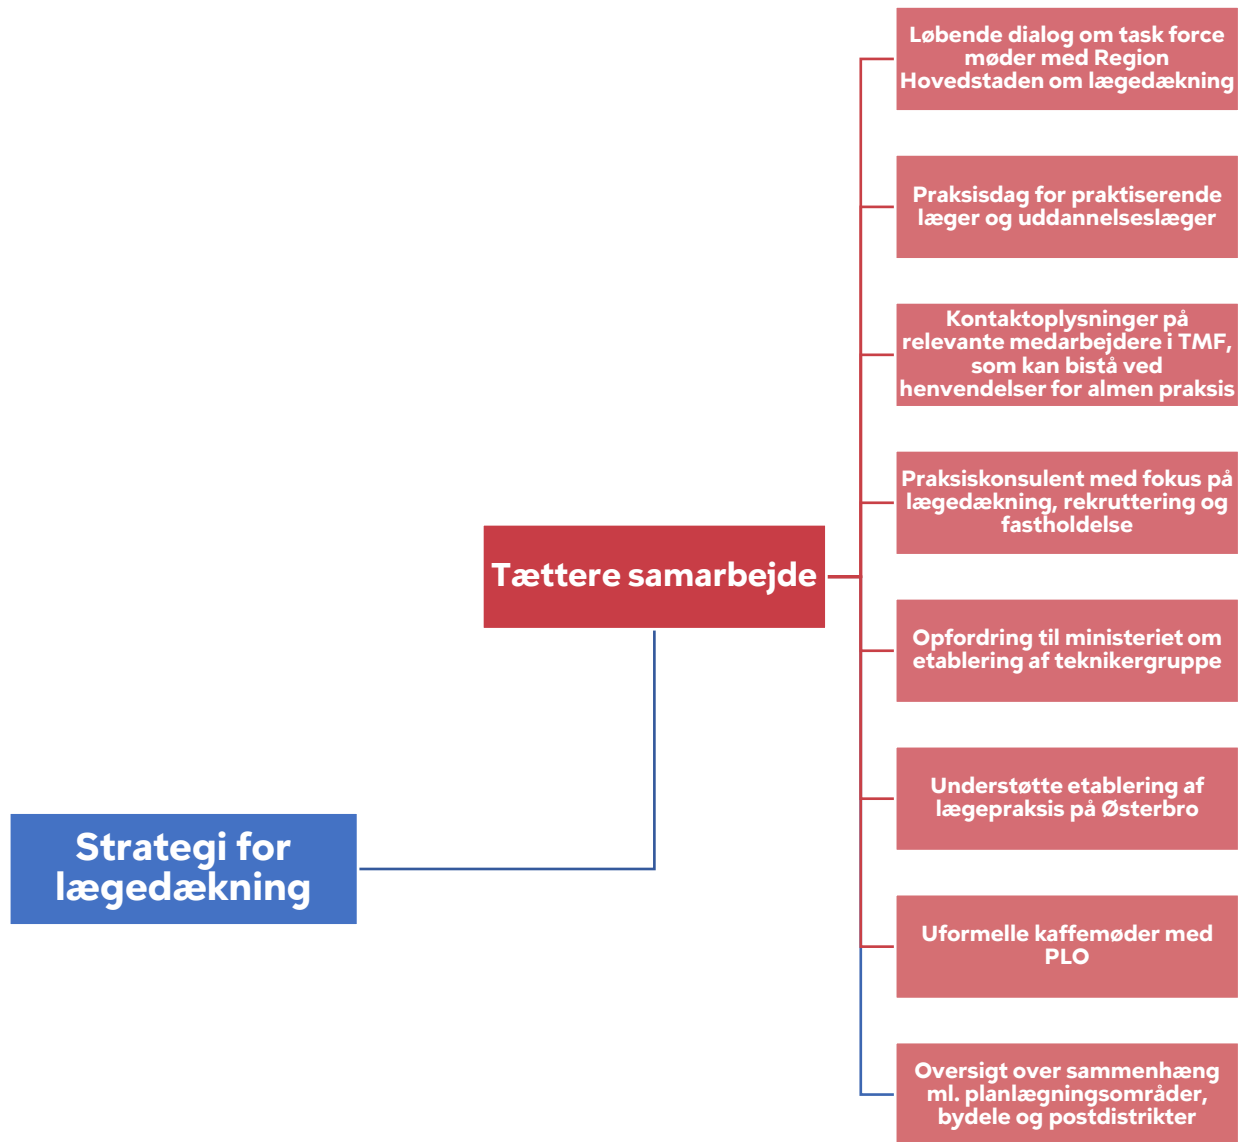 Løbende dialog om task force
møder med Region
Hovedstaden om lægedækning
Praksisdag for praktiserende
læger og uddannelseslæger
Kontaktoplysninger på
relevante medarbejdere i TMF,
som kan bistå ved
henvendelser for almen praksis
Praksiskonsulent med fokus på
lægedækning, rekruttering og
fastholdelse
Tættere samarbejde
Opfordring til ministeriet om
etablering af teknikergruppe
Understøtte etablering af
lægepraksis på Østerbro
Strategi for
lægedækning
Uformelle kaffemøder med
PLO
Oversigt over sammenhæng
ml. planlægningsområder,
bydele og postdistrikter